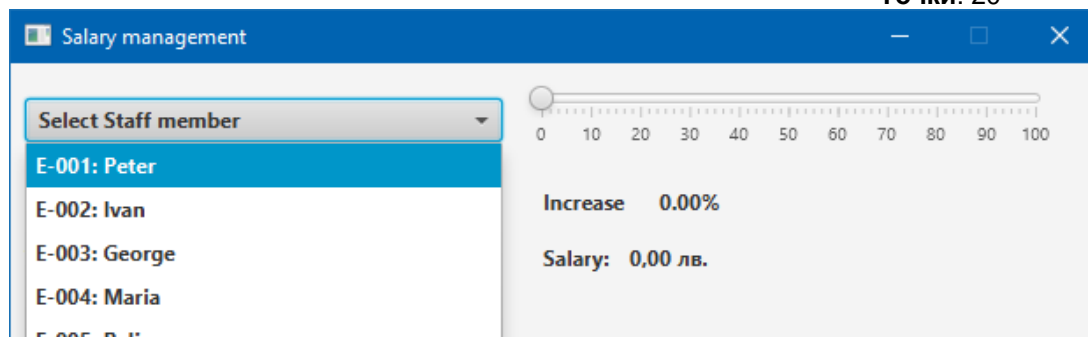 Salary management
Select Staff member
0 10 20 30 40 50 60 70 80 90 100
E-001: Peter
E-002: Ivan
E-003: George
E-004: Maria
Increase 0.00%
Salary: 0,00 лв.